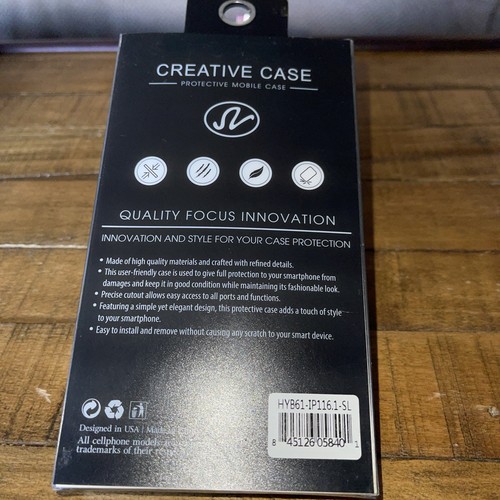 CREATIVE CASE
PROTECTIVE MOBILE CASE
QUALITY FOCUS INNOVATION
INNOVATION AND STYLE FOR YOUR CASE PROTECTION
• Made of high quality materials and crafted with refined details.
• This user-friendly case is used to give full protection to your smartphone from
damages and keep it in good condition while maintaining its fashionable look.
• Precise cutout allows easy access to all ports and functions.
• Featuring a simple yet elegant design, this protective case adds a touch of style
to your smartphone.
• Easy to install and remove without causing any scratch to your smart device.
HYB61-IP116.1-SL
8 45126 05840 1
Designed in USA | Made
All cellphone models
trademarks of their